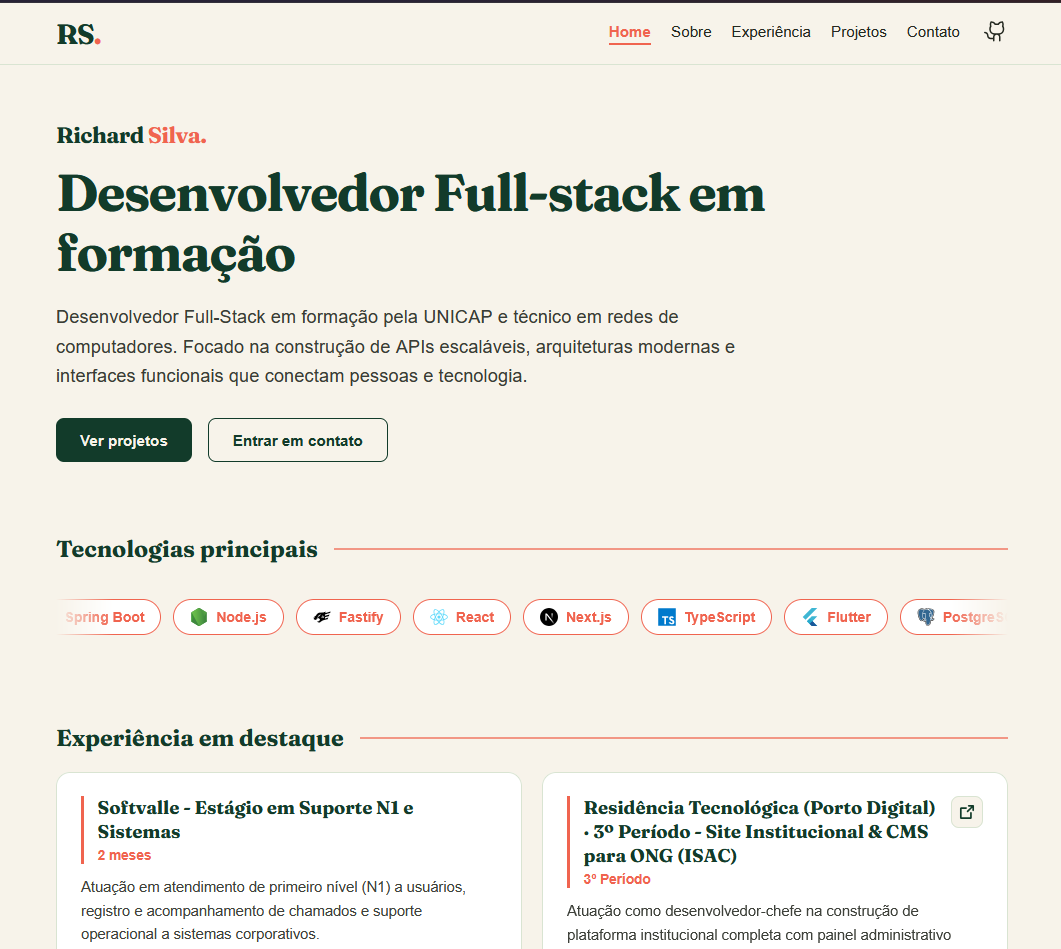 RS.
Home Sobre Experiência Projetos Contato
Richard Silva.
Desenvolvedor Full-stack em
formação
Desenvolvedor Full-Stack em formação pela UNICAP e técnico em redes de
computadores. Focado na construção de APIs escaláveis, arquiteturas modernas e
interfaces funcionais que conectam pessoas e tecnologia.
Ver projetos Entrar em contato
Tecnologias principais
Spring Boot Node.js Fastify React Next.js TypeScript Flutter PostgreS
Experiência em destaque
Softvalle - Estágio em Suporte N1 e
Sistemas
2 meses
Atuação em atendimento de primeiro nível (N1) a usuários,
registro e acompanhamento de chamados e suporte
operacional a sistemas corporativos.
Residência Tecnológica (Porto Digital)
· 3º Período - Site Institucional & CMS
para ONG (ISAC)
3º Período
Atuação como desenvolvedor-chefe na construção de
plataforma institucional completa com painel administrativo